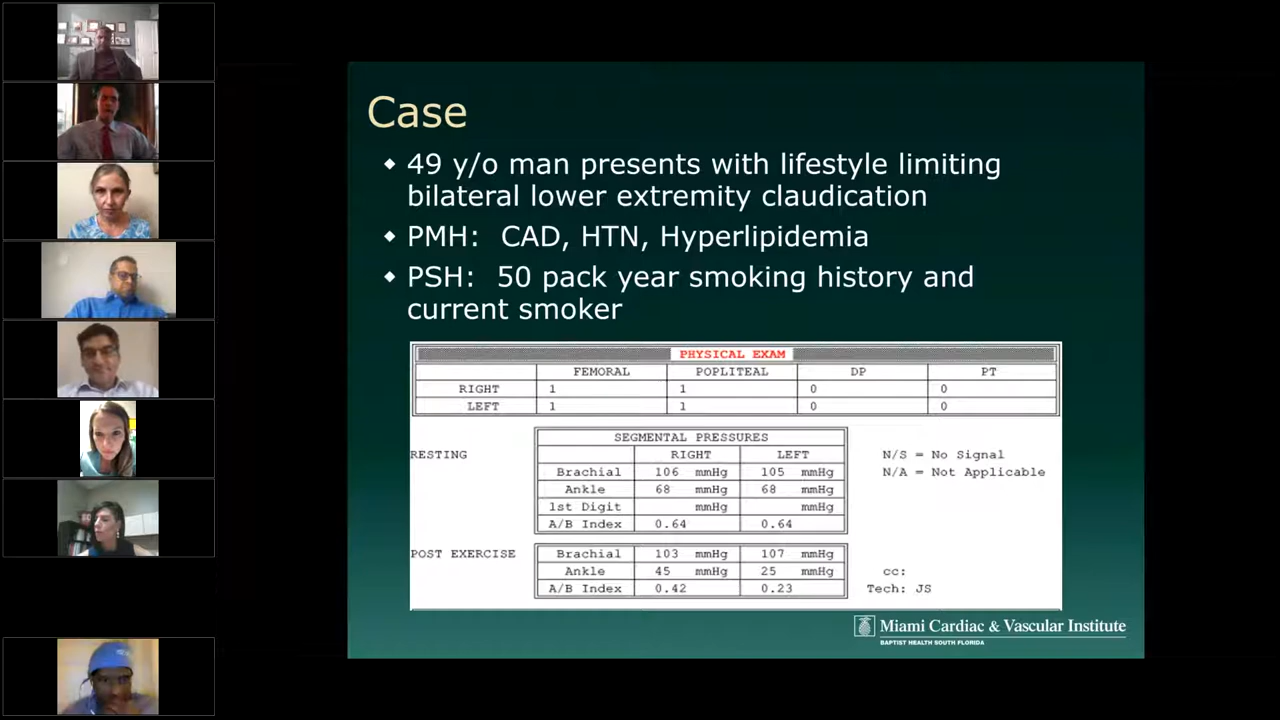 Case
49 y/o man presents with lifestyle limiting
bilateral lower extremity claudication
PMH: CAD, HTN, Hyperlipidemia
PSH: 50 pack year smoking history and
current smoker
PHYSICAL EXAM
FEMORAL POPLITEAL DP PT
RIGHT 1 1 0 0
LEFT 1 1 0 0
SEGMENTAL PRESSURES
RESTING RIGHT LEFT N/S = No Signal
Brachial 106 mmHg 105 mmHg N/A = Not Applicable
Ankle 68 mmHg 68 mmHg
1st Digit mmHg mmHg
A/B Index 0.64 0.64
POST EXERCISE Brachial 103 mmHg 107 mmHg
Ankle 45 mmHg 25 mmHg cc:
A/B Index 0.42 0.23 Tech: JS
Miami Cardiac & Vascular Institute
BAPTIST HEALTH SOUTH FLORIDA